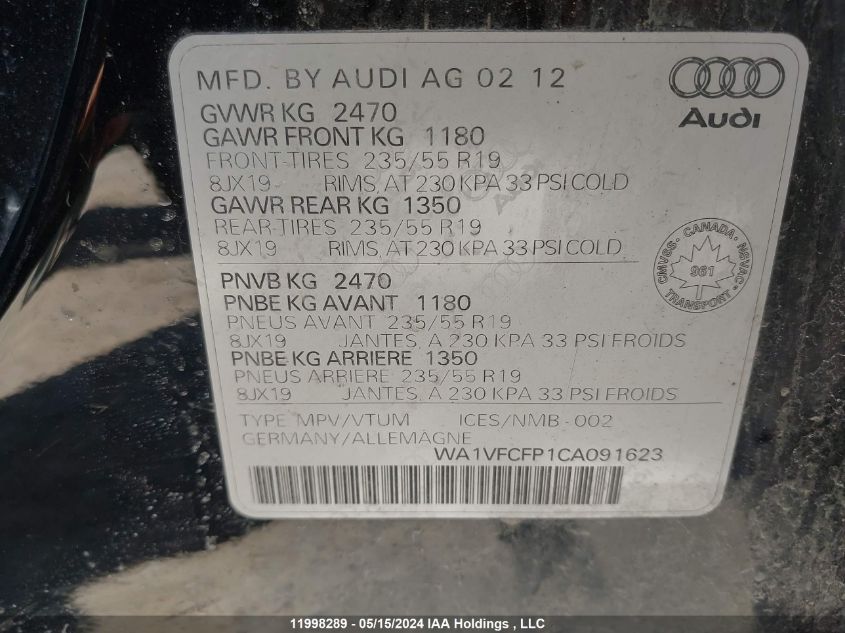 MFD. BY AUDI AG 02 12
Audi
GVWR KG 2470
GAWR FRONT KG 1180
FRONT-TIRES 235/55 R19
8JX19 RIMS, AT 230 KPA 33 PSI COLD
GAWR REAR KG 1350
REAR-TIRES 235/55 R19
8JX19 RIMS, AT 230 KPA 33 PSI COLD
CMVSS - CANADA - NSVAC
961
TRANSPORT
PNVB KG 2470
PNBE KG AVANT 1180
PNEUS AVANT 235/55 R19
8JX19 JANTES, A 230 KPA 33 PSI FROIDS
PNBE KG ARRIERE 1350
PNEUS ARRIERE 235/55 R19
8JX19 JANTES, A 230 KPA 33 PSI FROIDS
TYPE MPV/VTUM ICES/NMB-002
GERMANY/ALLEMAGNE
WA1VFCFP1CA091623
11998289 - 05/15/2024 IAA Holdings , LLC